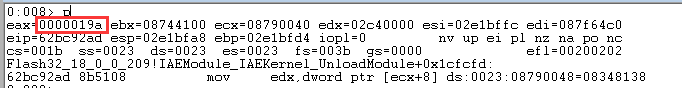 0:008> p
eax=0000019a ebx=08744100 ecx=08790040 edx=02c40000 esi=02e1bffc edi=087f64c0
eip=62bc92ad esp=02e1bfa8 ebp=02e1bfd4 iopl=0         nv up ei pl nz na po nc
cs=001b  ss=0023  ds=0023  es=0023  fs=003b  gs=0000             efl=00200202
Flash32_18_0_0_209!IAEModule_IAEKernel_UnloadModule+0x1cfcfd:
62bc92ad 8b5108          mov     edx,dword ptr [ecx+8] ds:0023:08790048=08348138